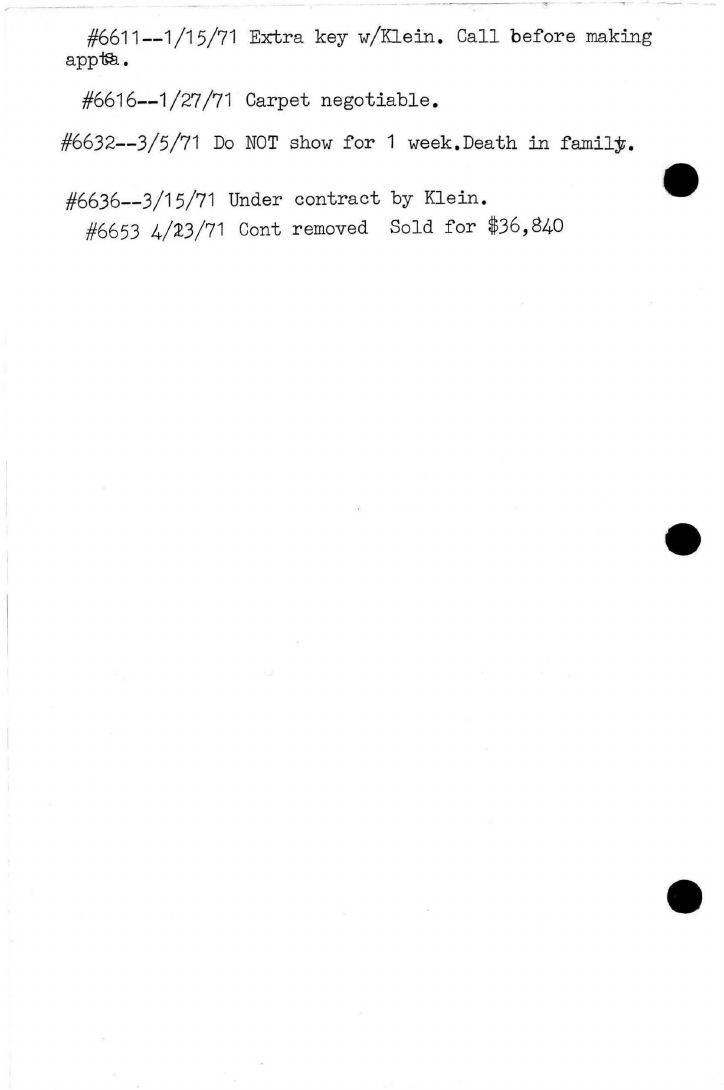 #6611--1/15/71 Extra key w/Klein. Call before making
appts.
#6616--1/27/71 Carpet negotiable.
#6632--3/5/71 Do NOT show for 1 week.Death in family.
#6636--3/15/71 Under contract by Klein.
#6653 4/23/71 Cont removed Sold for $36,840